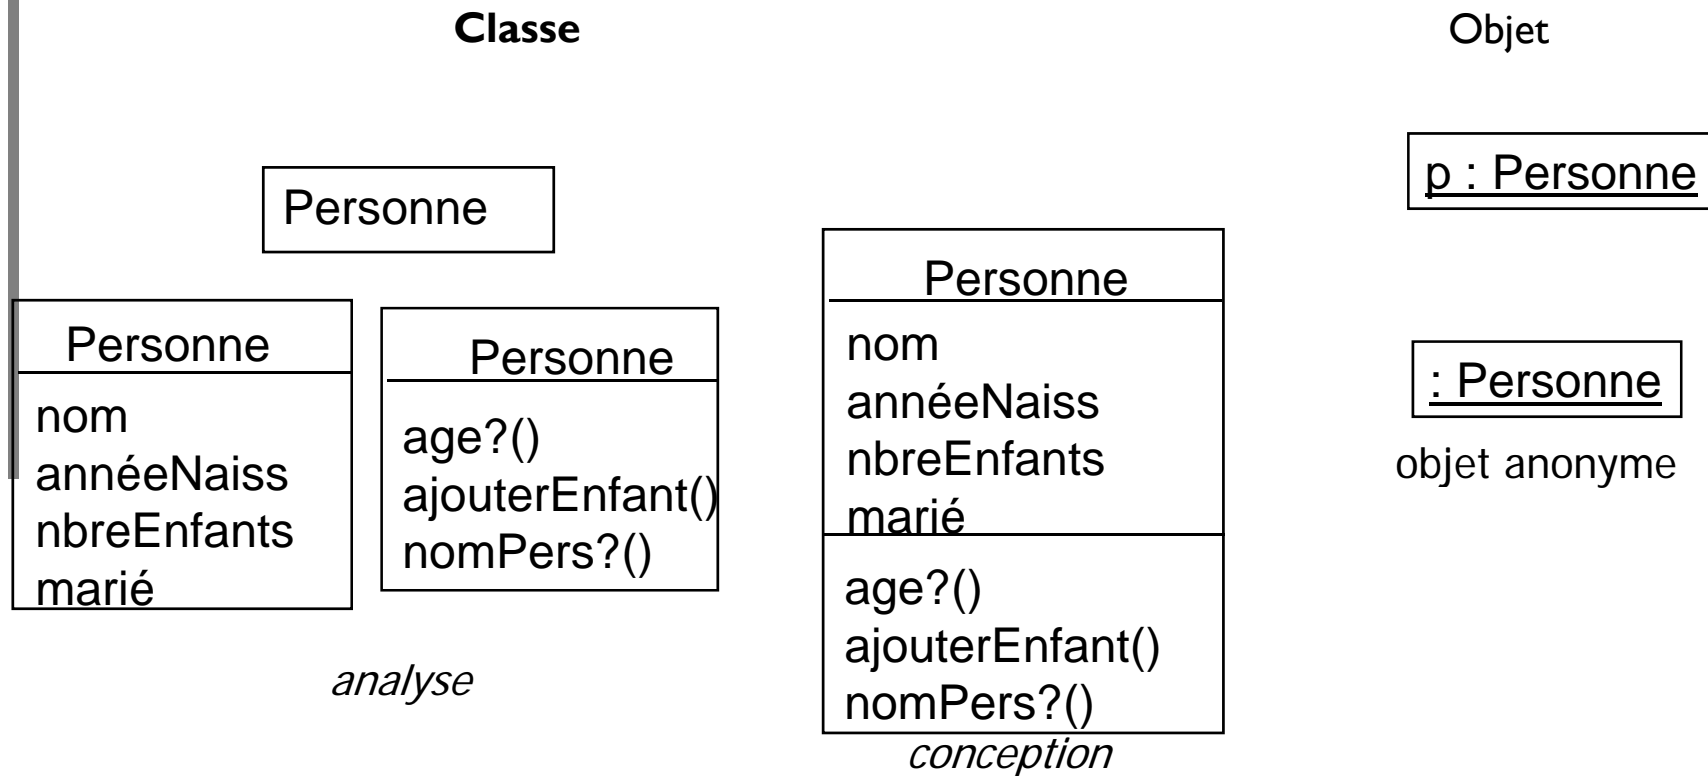 Classe
Objet
Personne
Personne
nom
annéeNaiss
nbreEnfants
marié
Personne
age?()
ajouterEnfant()
nomPers?()
analyse
Personne
nom
annéeNaiss
nbreEnfants
marié
age?()
ajouterEnfant()
nomPers?()
conception
p : Personne
: Personne
objet anonyme